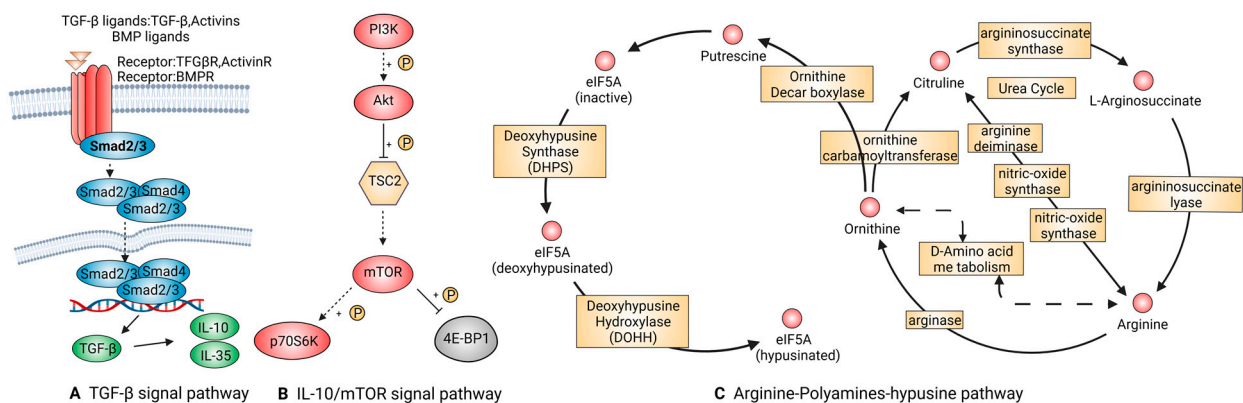 TGF-β ligands:TGF-β,Activins
BMP ligands
Receptor:TFGβR,ActivinR
Receptor:BMPR
Smad2/3
Smad2/3
Smad4
Smad2/3
Smad2/3
Smad4
Smad2/3
TGF-β
IL-10
IL-35
A TGF-β signal pathway
PI3K
+ P
Akt
+ P
TSC2
mTOR
+ P
+ P
p70S6K
4E-BP1
B IL-10/mTOR signal pathway
Putrescine
eIF5A
(inactive)
Deoxyhypusine
Synthase
(DHPS)
eIF5A
(deoxyhypusinated)
Deoxyhypusine
Hydroxylase
(DOHH)
eIF5A
(hypusinated)
Ornithine
Decar boxylase
ornithine
carbamoyltransferase
Ornithine
Citruline
argininosuccinate
synthase
Urea Cycle
L-Arginosuccinate
arginine
deiminase
nitric-oxide
synthase
nitric-oxide
synthase
argininosuccinate
lyase
D-Amino acid
me tabolism
arginase
Arginine
C Arginine-Polyamines-hypusine pathway